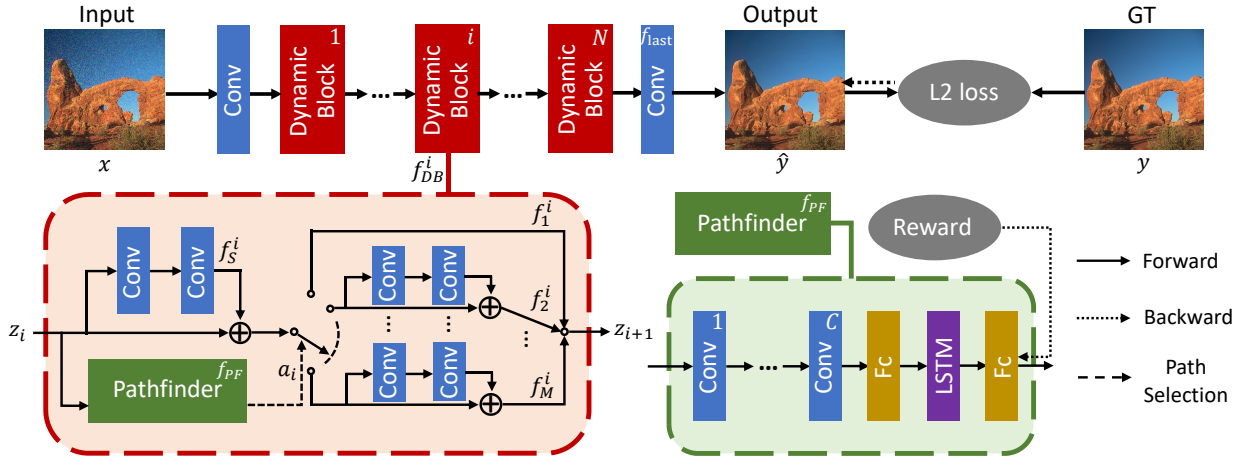 Input
Output
GT
Conv
Dynamic
Block
1
...
Dynamic
Block
i
...
Dynamic
Block
N
Conv
f_last
L2 loss
x
ŷ
y
f_DB^i
z_i
Conv
Conv
f_S^i
Pathfinder
f_PF
a_i
f_1^i
Conv
Conv
f_2^i
...
...
...
Conv
Conv
f_M^i
z_{i+1}
Pathfinder
f_PF
Reward
Conv
1
...
Conv
C
Fc
LSTM
Fc
Forward
Backward
Path
Selection